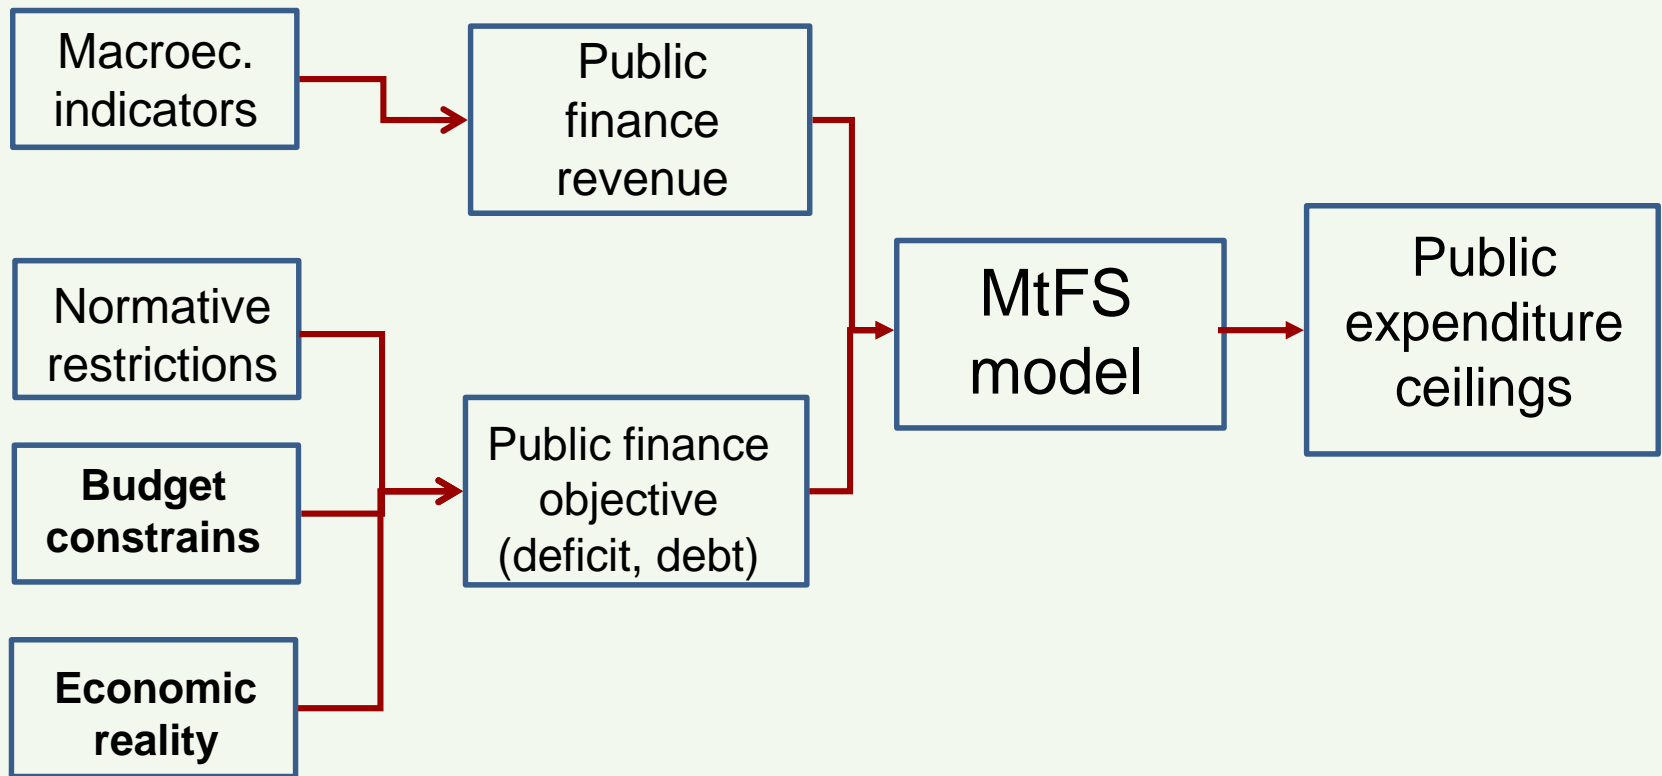 Macroec.
indicators
Public
finance
revenue
Normative
restrictions
Budget
constrains
Economic
reality
Public finance
objective
(deficit, debt)
MtFS
model
Public
expenditure
ceilings